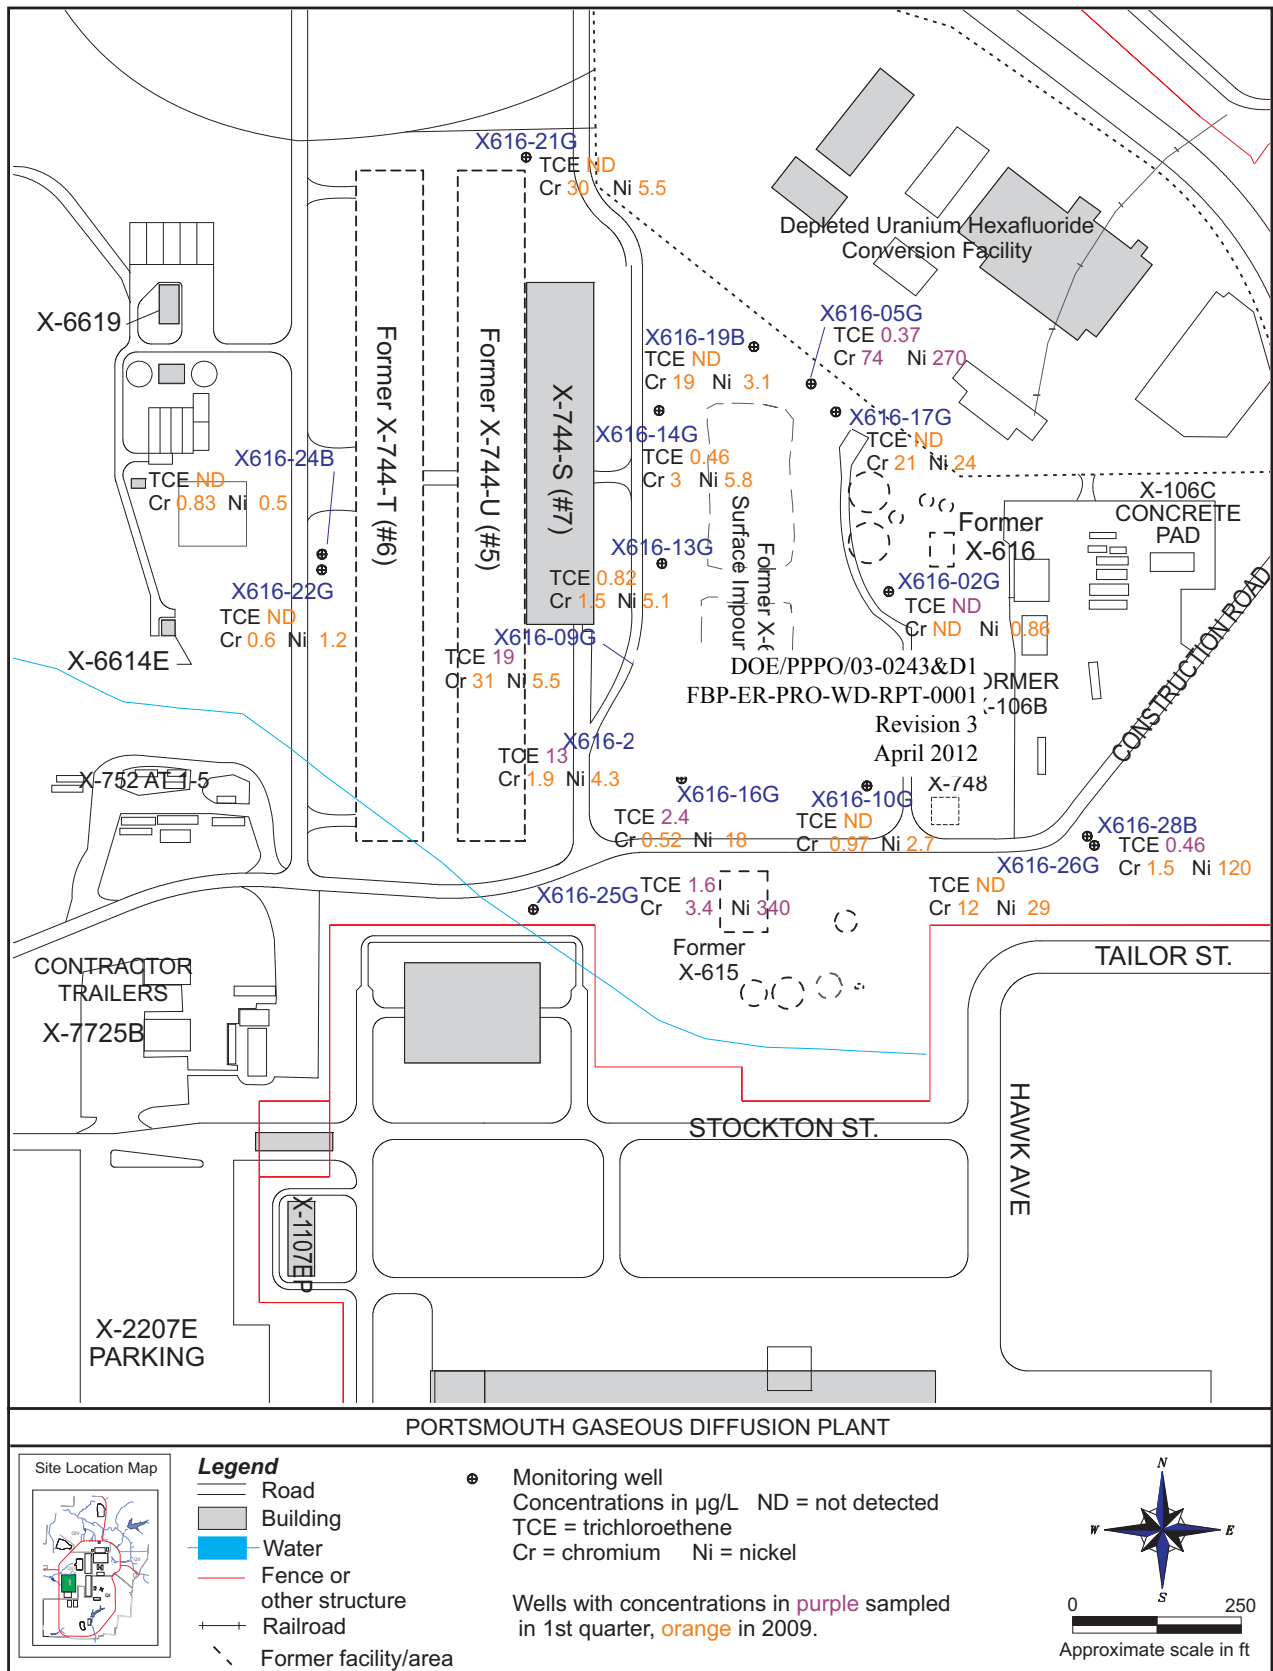 X616-21G
TCE ND
Cr 30 Ni 5.5
Depleted Uranium Hexafluoride
Conversion Facility
X-6619
X616-05G
TCE 0.37
Cr 74 Ni 270
X616-19B
TCE ND
Cr 19 Ni 3.1
Former X-744-T (#6)
Former X-744-U (#5)
X-744-S (#7)
X616-17G
TCE ND
Cr 21 Ni 24
X616-14G
TCE 0.46
Cr 3 Ni 5.8
X616-24B
TCE ND
Cr 0.83 Ni 0.5
Surface Impour
Former X-6
X-106C
CONCRETE
PAD
Former
X-616
X616-13G
TCE 0.82
Cr 1.5 Ni 5.1
X616-22G
TCE ND
Cr 0.6 Ni 1.2
X616-02G
TCE ND
Cr ND Ni 0.86
X616-09G
TCE 19
Cr 31 Ni 5.5
X-6614E
DOE/PPPO/03-0243&D1
FBP-ER-PRO-WD-RPT-0001
Revision 3
April 2012
ORMER
X-106B
CONSTRUCTION ROAD
X616-2
TCE 13
Cr 1.9 Ni 4.3
X-752 AT 1-5
X616-16G
TCE 2.4
Cr 0.52 Ni 18
X616-10G
TCE ND
Cr 0.97 Ni 2.7
X-748
X616-28B
TCE 0.46
Cr 1.5 Ni 120
X616-26G
TCE ND
Cr 12 Ni 29
X616-25G
TCE 1.6
Cr 3.4 Ni 340
Former
X-615
TAILOR ST.
CONTRACTOR
TRAILERS
X-7725B
HAWK AVE
STOCKTON ST.
X-1107EP
X-2207E
PARKING
PORTSMOUTH GASEOUS DIFFUSION PLANT
Site Location Map
Legend
Road
Building
Water
Fence or
other structure
Railroad
Former facility/area
Monitoring well
Concentrations in µg/L ND = not detected
TCE = trichloroethene
Cr = chromium Ni = nickel
Wells with concentrations in purple sampled
in 1st quarter, orange in 2009.
N
W E
S
0 250
Approximate scale in ft